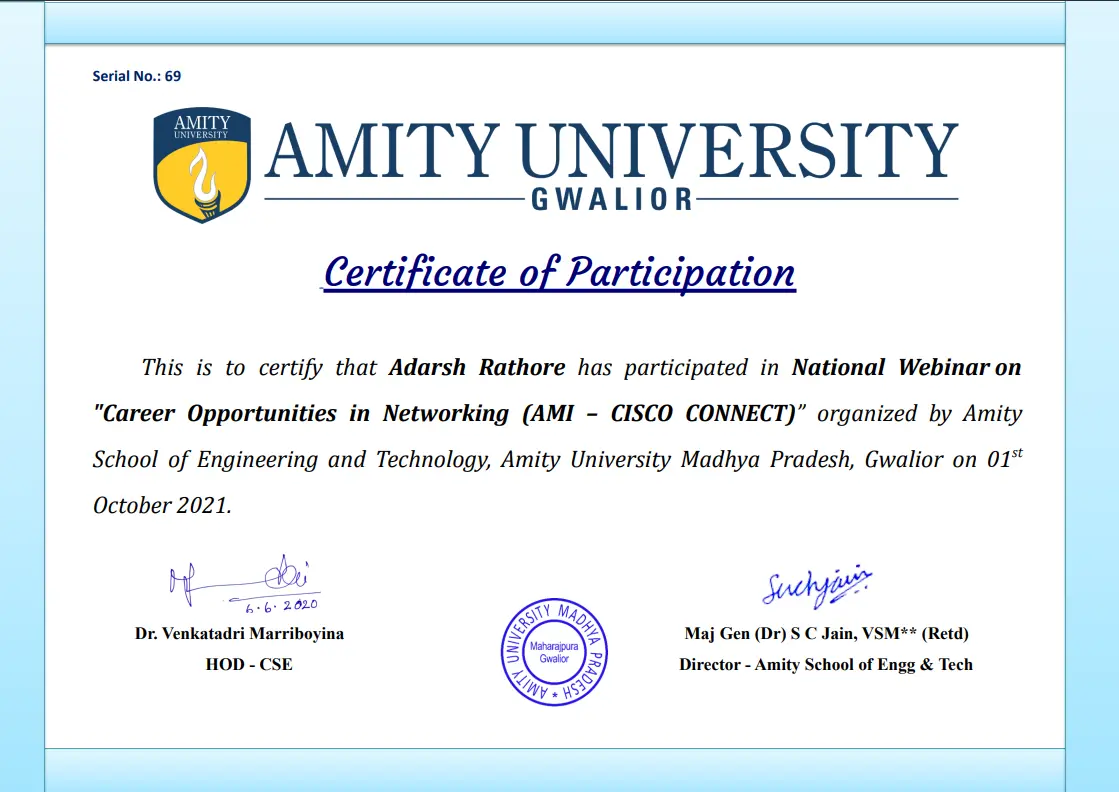 Serial No.: 69
AMITY
UNIVERSITY
AMITY UNIVERSITY
GWALIOR
Certificate of Participation
This is to certify that Adarsh Rathore has participated in National Webinar on
"Career Opportunities in Networking (AMI – CISCO CONNECT)” organized by Amity
School of Engineering and Technology, Amity University Madhya Pradesh, Gwalior on 01st
October 2021.
6.6.2020
Suchjain
Dr. Venkatadri Marriboyina
HOD - CSE
AMITY UNIVERSITY MADHYA PRADESH *
Maharajpura
Gwalior
Maj Gen (Dr) S C Jain, VSM** (Retd)
Director - Amity School of Engg & Tech